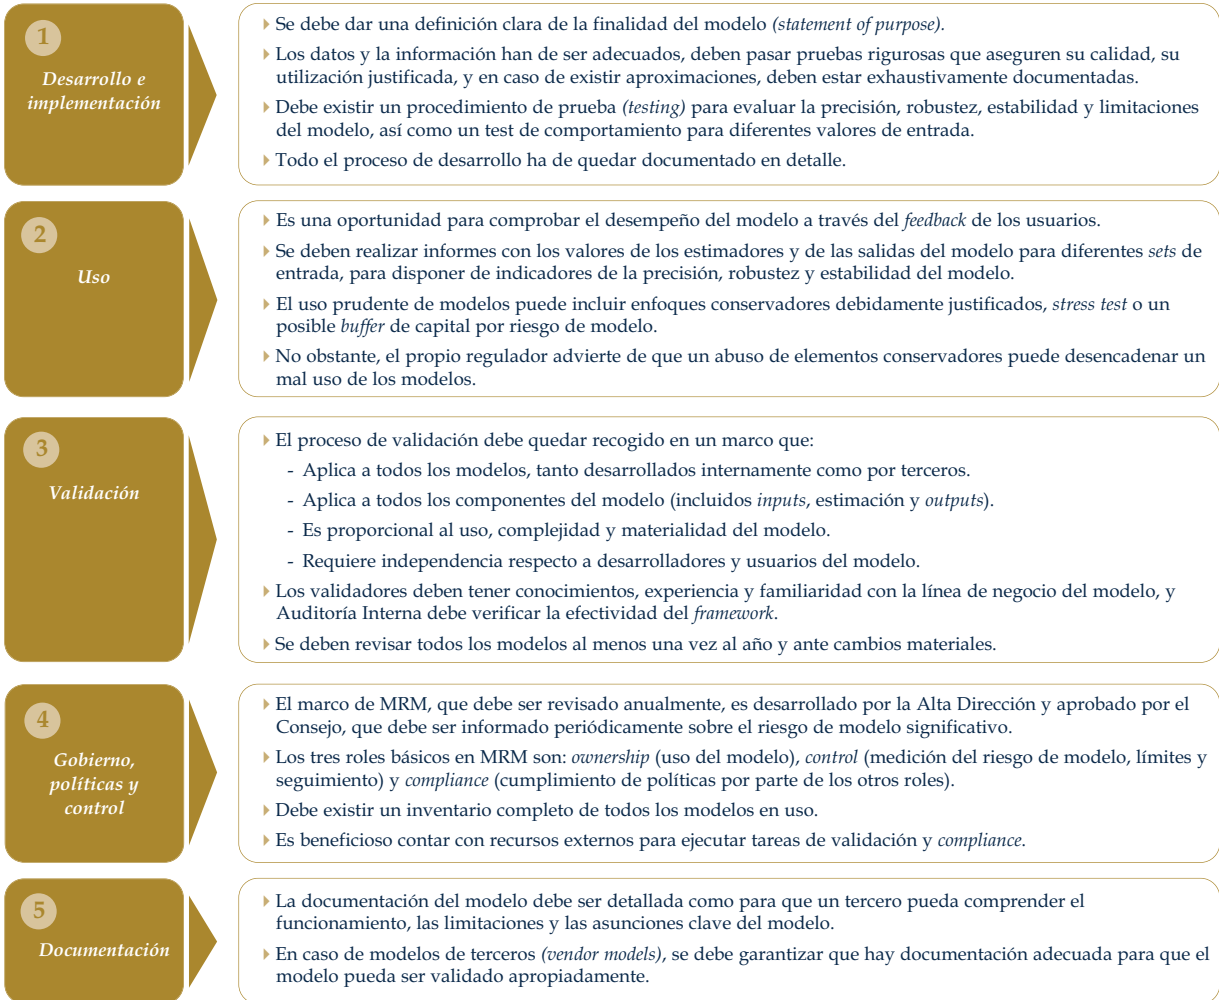 1
Desarrollo e
implementación
Se debe dar una definición clara de la finalidad del modelo (statement of purpose).
Los datos y la información han de ser adecuados, deben pasar pruebas rigurosas que aseguren su calidad, su
utilización justificada, y en caso de existir aproximaciones, deben estar exhaustivamente documentadas.
Debe existir un procedimiento de prueba (testing) para evaluar la precisión, robustez, estabilidad y limitaciones
del modelo, así como un test de comportamiento para diferentes valores de entrada.
Todo el proceso de desarrollo ha de quedar documentado en detalle.
2
Uso
Es una oportunidad para comprobar el desempeño del modelo a través del feedback de los usuarios.
Se deben realizar informes con los valores de los estimadores y de las salidas del modelo para diferentes sets de
entrada, para disponer de indicadores de la precisión, robustez y estabilidad del modelo.
El uso prudente de modelos puede incluir enfoques conservadores debidamente justificados, stress test o un
posible buffer de capital por riesgo de modelo.
No obstante, el propio regulador advierte de que un abuso de elementos conservadores puede desencadenar un
mal uso de los modelos.
3
Validación
El proceso de validación debe quedar recogido en un marco que:
- Aplica a todos los modelos, tanto desarrollados internamente como por terceros.
- Aplica a todos los componentes del modelo (incluidos inputs, estimación y outputs).
- Es proporcional al uso, complejidad y materialidad del modelo.
- Requiere independencia respecto a desarrolladores y usuarios del modelo.
Los validadores deben tener conocimientos, experiencia y familiaridad con la línea de negocio del modelo, y
Auditoría Interna debe verificar la efectividad del framework.
Se deben revisar todos los modelos al menos una vez al año y ante cambios materiales.
4
Gobierno,
políticas y
control
El marco de MRM, que debe ser revisado anualmente, es desarrollado por la Alta Dirección y aprobado por el
Consejo, que debe ser informado periódicamente sobre el riesgo de modelo significativo.
Los tres roles básicos en MRM son: ownership (uso del modelo), control (medición del riesgo de modelo, límites y
seguimiento) y compliance (cumplimiento de políticas por parte de los otros roles).
Debe existir un inventario completo de todos los modelos en uso.
Es beneficioso contar con recursos externos para ejecutar tareas de validación y compliance.
5
Documentación
La documentación del modelo debe ser detallada como para que un tercero pueda comprender el
funcionamiento, las limitaciones y las asunciones clave del modelo.
En caso de modelos de terceros (vendor models), se debe garantizar que hay documentación adecuada para que el
modelo pueda ser validado apropiadamente.